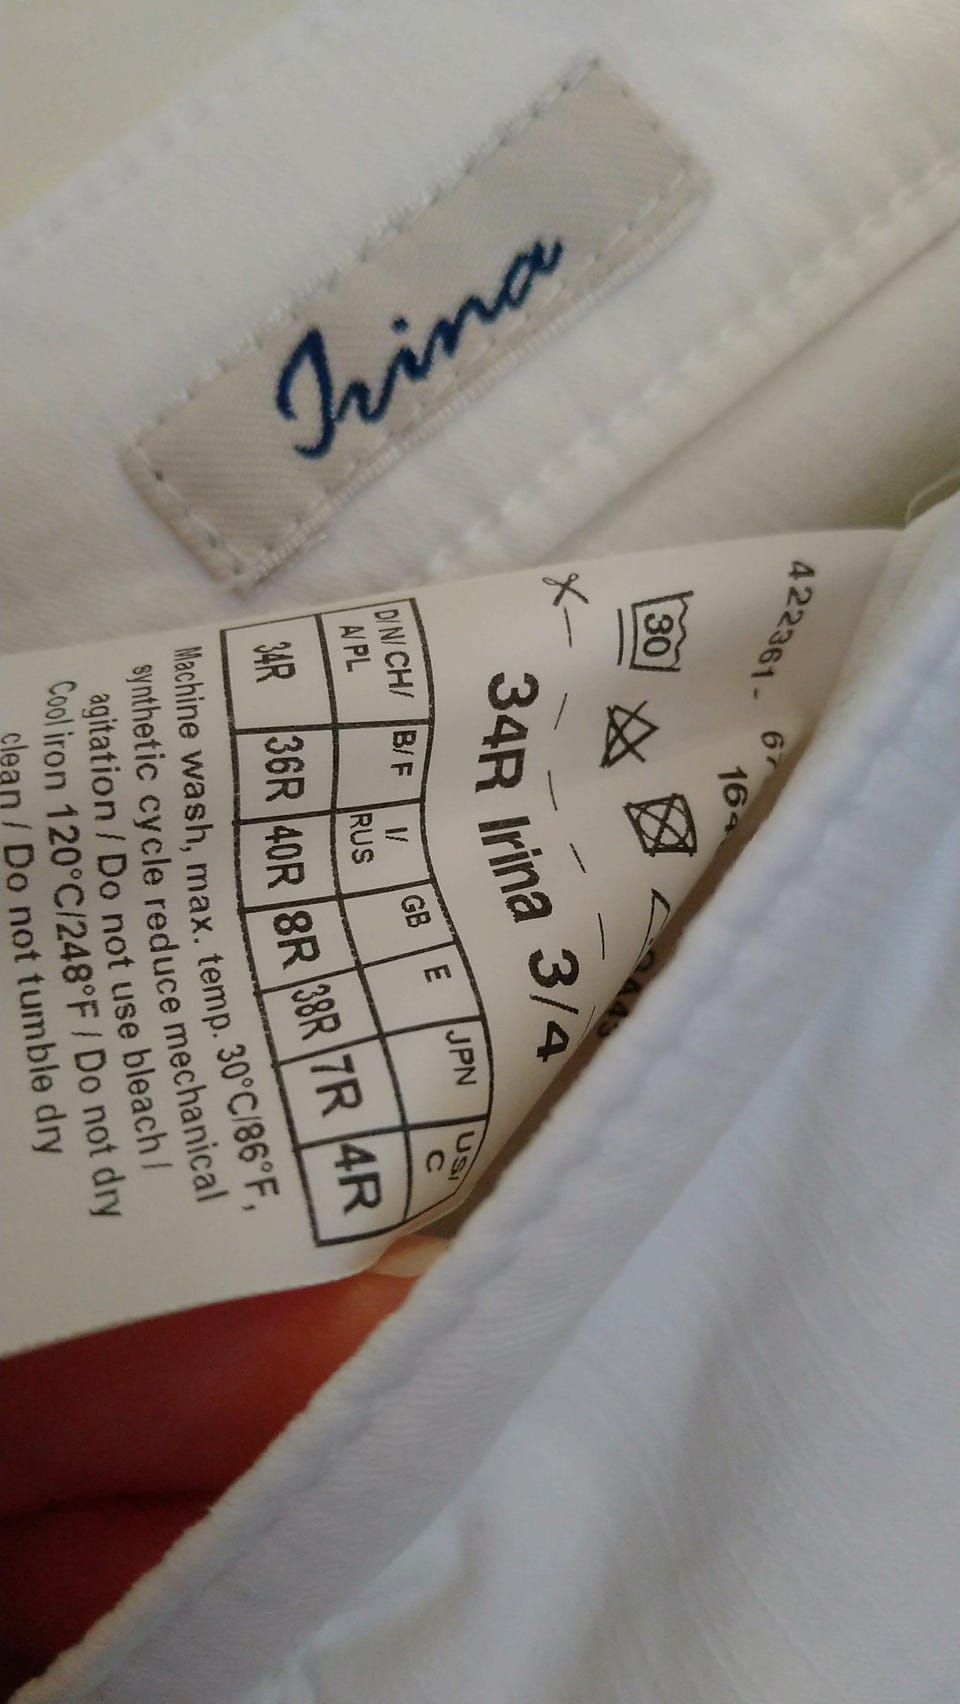 Irina
422361-
30
34R Irina 3/4
D/N/CH/ B/F I/ GB E JPN US/
A/PL RUS C
34R 36R 40R 8R 38R 7R 4R
Machine wash, max. temp. 30°C/86°F,
synthetic cycle reduce mechanical
agitation / Do not use bleach /
Cool iron 120°C/248°F / Do not dry
clean / Do not tumble dry